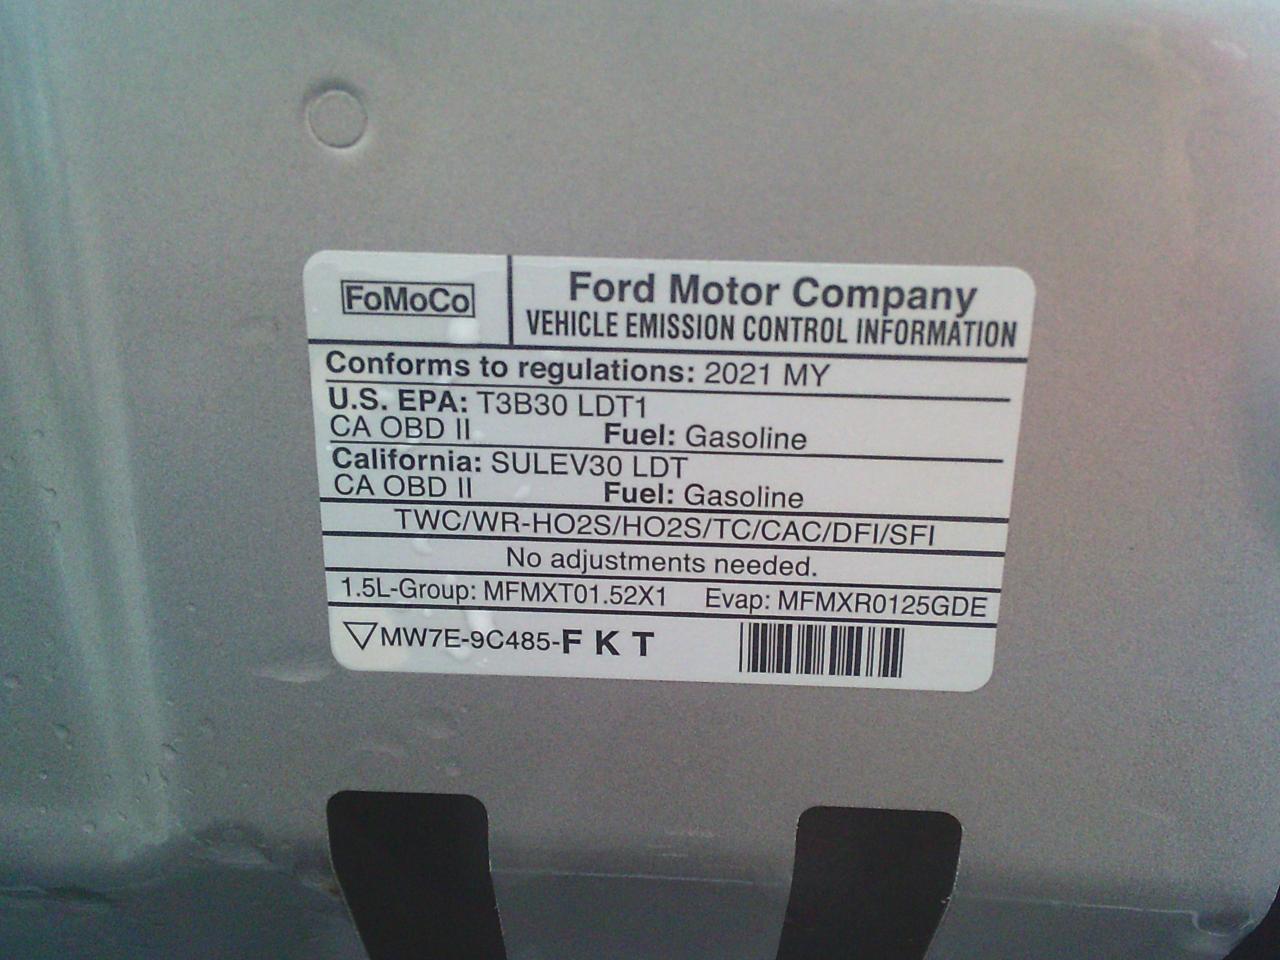 FoMoCo
Ford Motor Company
VEHICLE EMISSION CONTROL INFORMATION
Conforms to regulations: 2021 MY
U.S. EPA: T3B30 LDT1
CA OBD II Fuel: Gasoline
California: SULEV30 LDT
CA OBD II Fuel: Gasoline
TWC/WR-HO2S/HO2S/TC/CAC/DFI/SFI
No adjustments needed.
1.5L-Group: MFMXT01.52X1 Evap: MFMXR0125GDE
MW7E-9C485-F K T